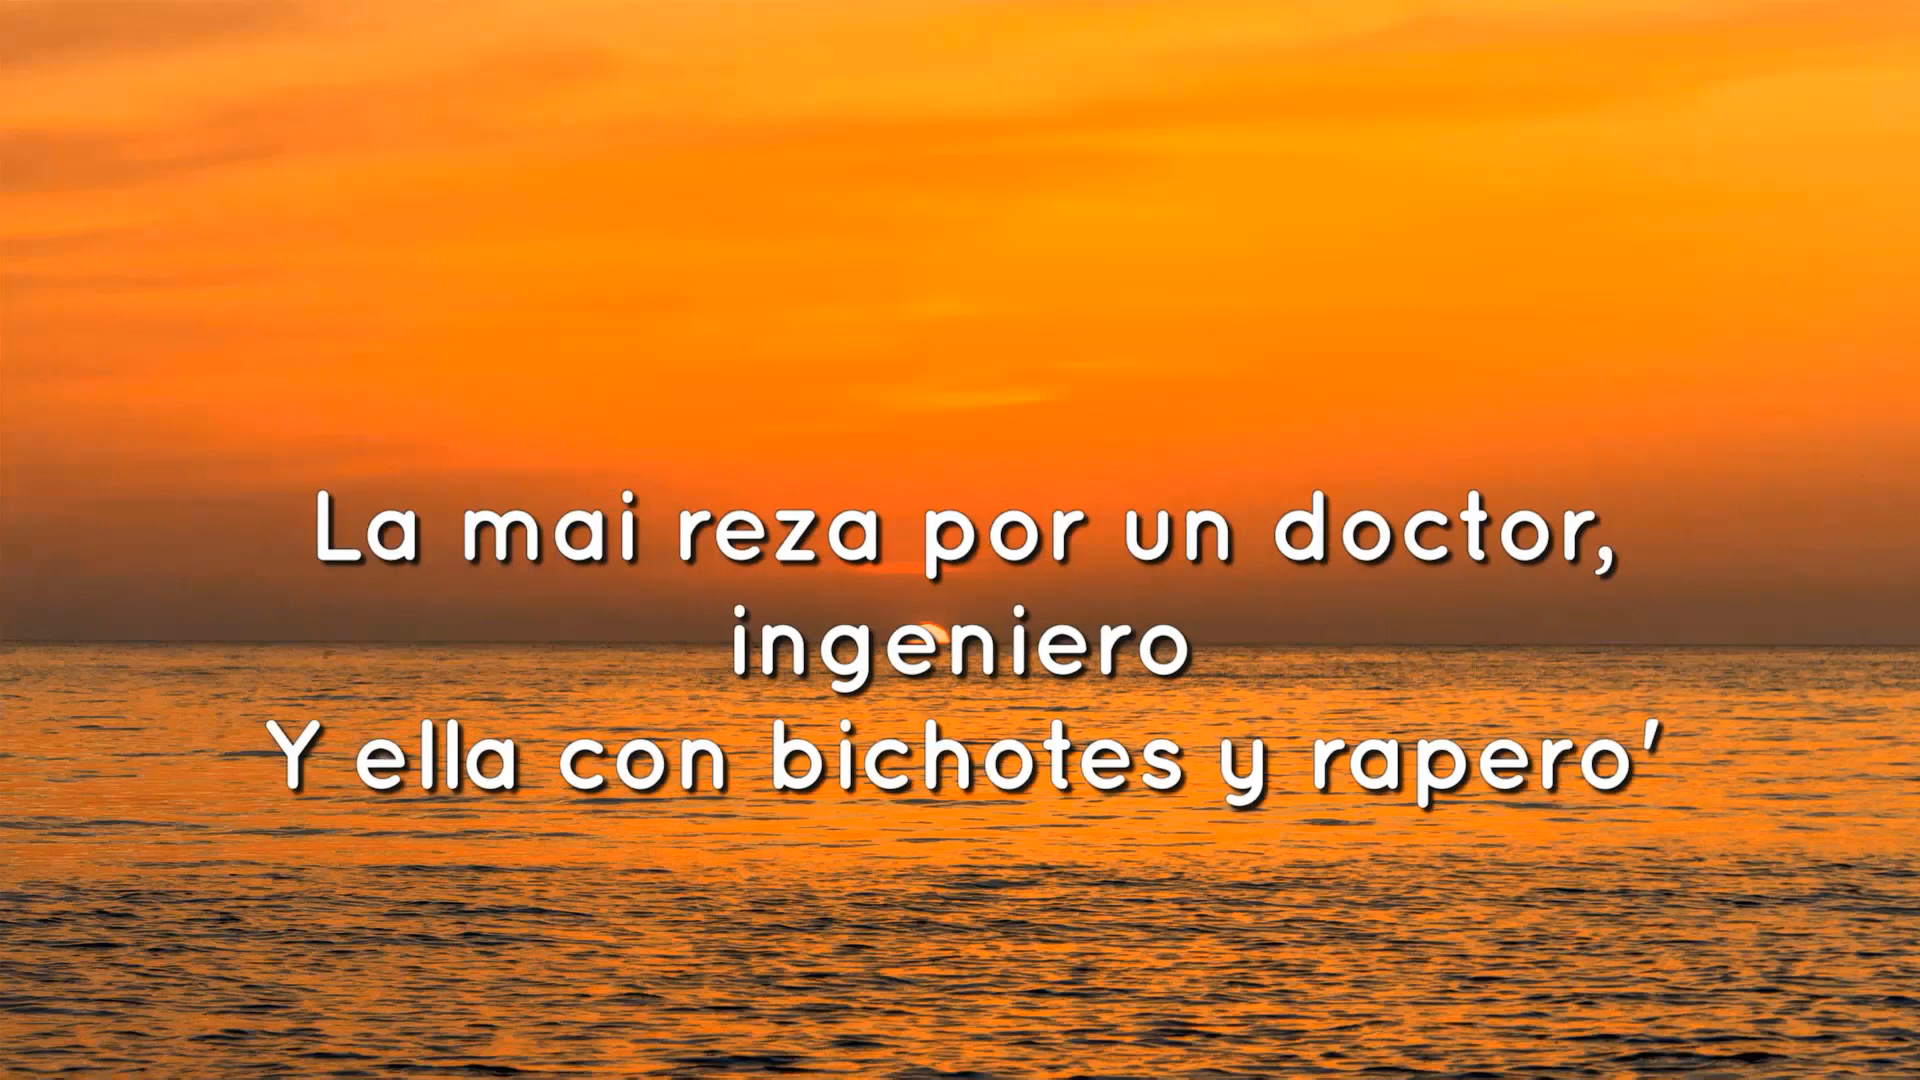 La mai reza por un doctor,
ingeniero
Y ella con bichotes y rapero'